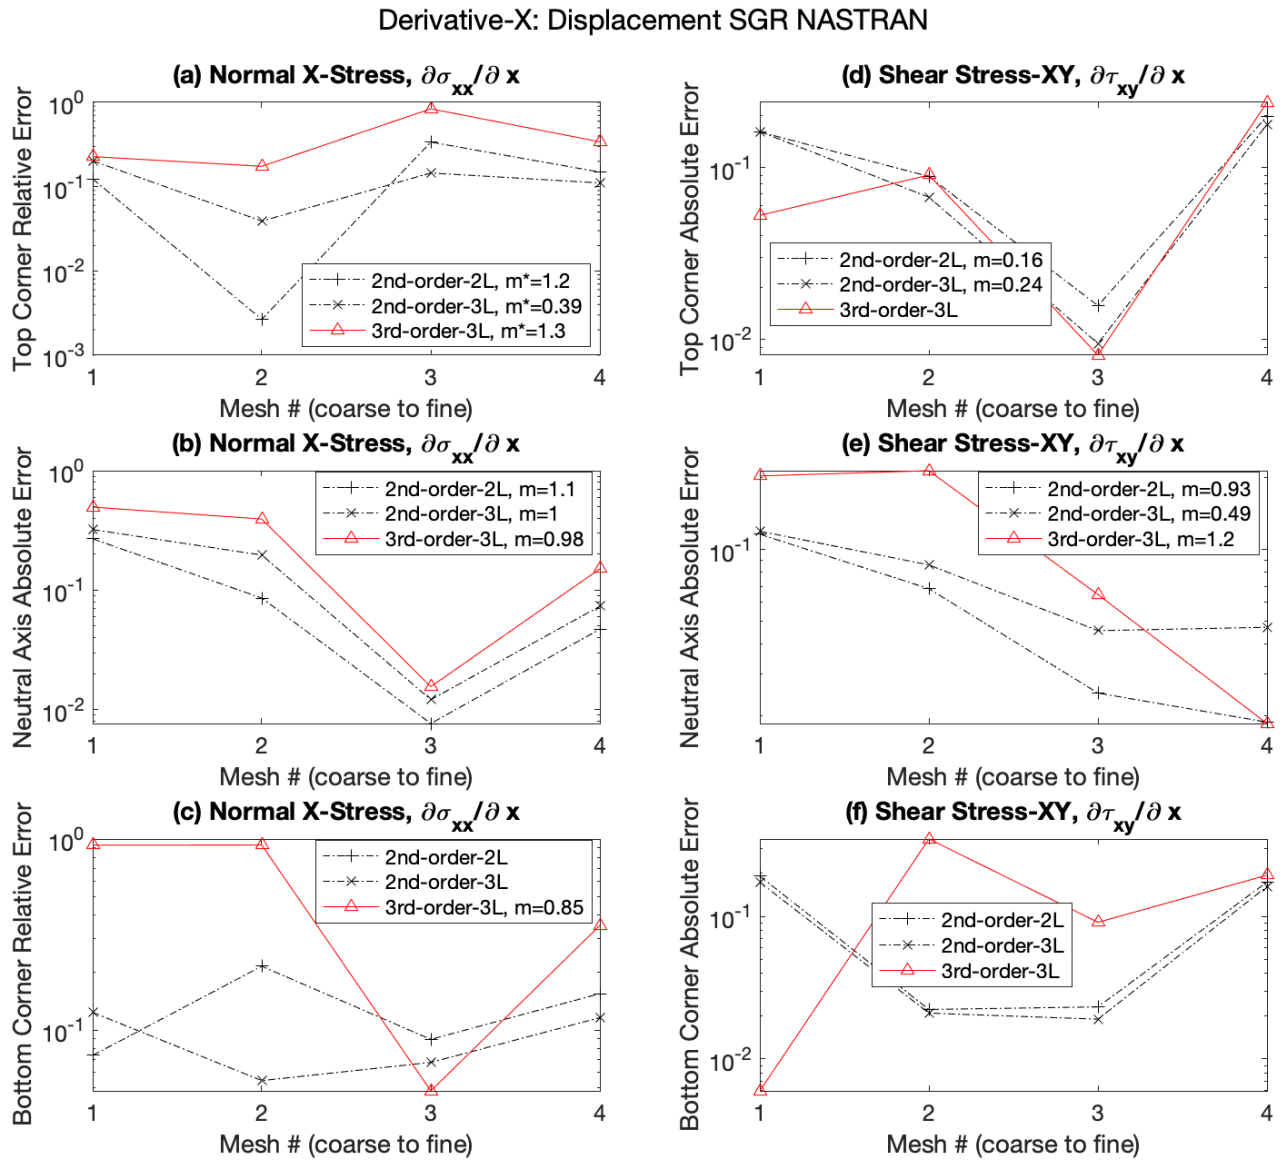 Derivative-X: Displacement SGR NASTRAN
(a) Normal X-Stress, ∂σxx/∂ x
Top Corner Relative Error
10^0
10^-1
10^-2
10^-3
2nd-order-2L, m*=1.2
2nd-order-3L, m*=0.39
3rd-order-3L, m*=1.3
1 2 3 4
Mesh # (coarse to fine)
(d) Shear Stress-XY, ∂τxy/∂ x
Top Corner Absolute Error
10^-1
10^-2
2nd-order-2L, m=0.16
2nd-order-3L, m=0.24
3rd-order-3L
1 2 3 4
Mesh # (coarse to fine)
(b) Normal X-Stress, ∂σxx/∂ x
Neutral Axis Absolute Error
10^0
10^-1
10^-2
2nd-order-2L, m=1.1
2nd-order-3L, m=1
3rd-order-3L, m=0.98
1 2 3 4
Mesh # (coarse to fine)
(e) Shear Stress-XY, ∂τxy/∂ x
Neutral Axis Absolute Error
10^-1
2nd-order-2L, m=0.93
2nd-order-3L, m=0.49
3rd-order-3L, m=1.2
1 2 3 4
Mesh # (coarse to fine)
(c) Normal X-Stress, ∂σxx/∂ x
Bottom Corner Relative Error
10^0
10^-1
2nd-order-2L
2nd-order-3L
3rd-order-3L, m=0.85
1 2 3 4
Mesh # (coarse to fine)
(f) Shear Stress-XY, ∂τxy/∂ x
Bottom Corner Absolute Error
10^-1
10^-2
2nd-order-2L
2nd-order-3L
3rd-order-3L
1 2 3 4
Mesh # (coarse to fine)